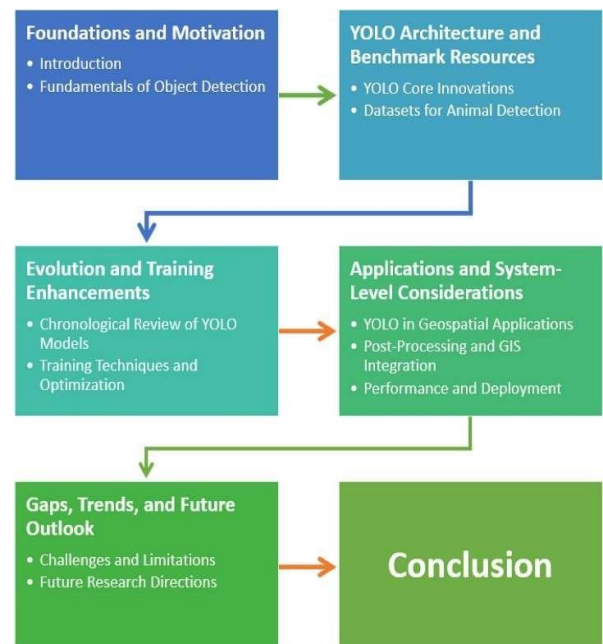 Foundations and Motivation
• Introduction
• Fundamentals of Object Detection
YOLO Architecture and
Benchmark Resources
• YOLO Core Innovations
• Datasets for Animal Detection
Evolution and Training
Enhancements
• Chronological Review of YOLO
Models
• Training Techniques and
Optimization
Applications and System-
Level Considerations
• YOLO in Geospatial Applications
• Post-Processing and GIS
Integration
• Performance and Deployment
Gaps, Trends, and Future
Outlook
• Challenges and Limitations
• Future Research Directions
Conclusion